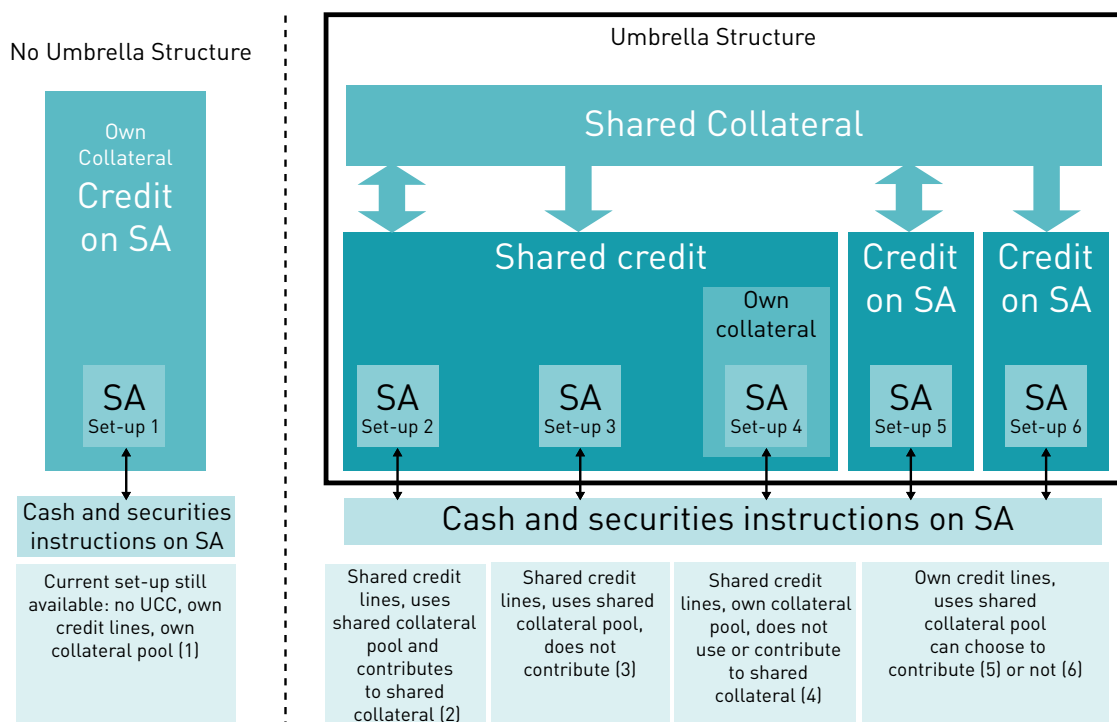 No Umbrella Structure
Own
Collateral
Credit
on SA
SA
Set-up 1
Cash and securities
instructions on SA
Current set-up still
available: no UCC, own
credit lines, own
collateral pool (1)
Umbrella Structure
Shared Collateral
Shared credit
Own
collateral
Credit
on SA
Credit
on SA
SA
Set-up 2
SA
Set-up 3
SA
Set-up 4
SA
Set-up 5
SA
Set-up 6
Cash and securities instructions on SA
Shared credit
lines, uses
shared collateral
pool and
contributes
to shared
collateral (2)
Shared credit
lines, uses shared
collateral pool,
does not
contribute (3)
Shared credit
lines, own collateral
pool, does not
use or contribute
to shared
collateral (4)
Own credit lines,
uses shared
collateral pool
can choose to
contribute (5) or not (6)